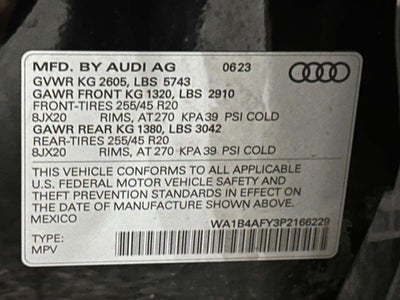 MFD. BY AUDI AG 0623
GVWR KG 2605, LBS 5743
GAWR FRONT KG 1320, LBS 2910
FRONT-TIRES 255/45 R20
8JX20 RIMS, AT 270 KPA 39 PSI COLD
GAWR REAR KG 1380, LBS 3042
REAR-TIRES 255/45 R20
8JX20 RIMS, AT 270 KPA 39 PSI COLD
THIS VEHICLE CONFORMS TO ALL APPLICABLE
U.S. FEDERAL MOTOR VEHICLE SAFETY AND
THEFT PREVENTION STANDARDS IN EFFECT ON
THE DATE OF MANUFACTURE SHOWN ABOVE.
MEXICO
WA1B4AFY3P2166229
TYPE:
MPV